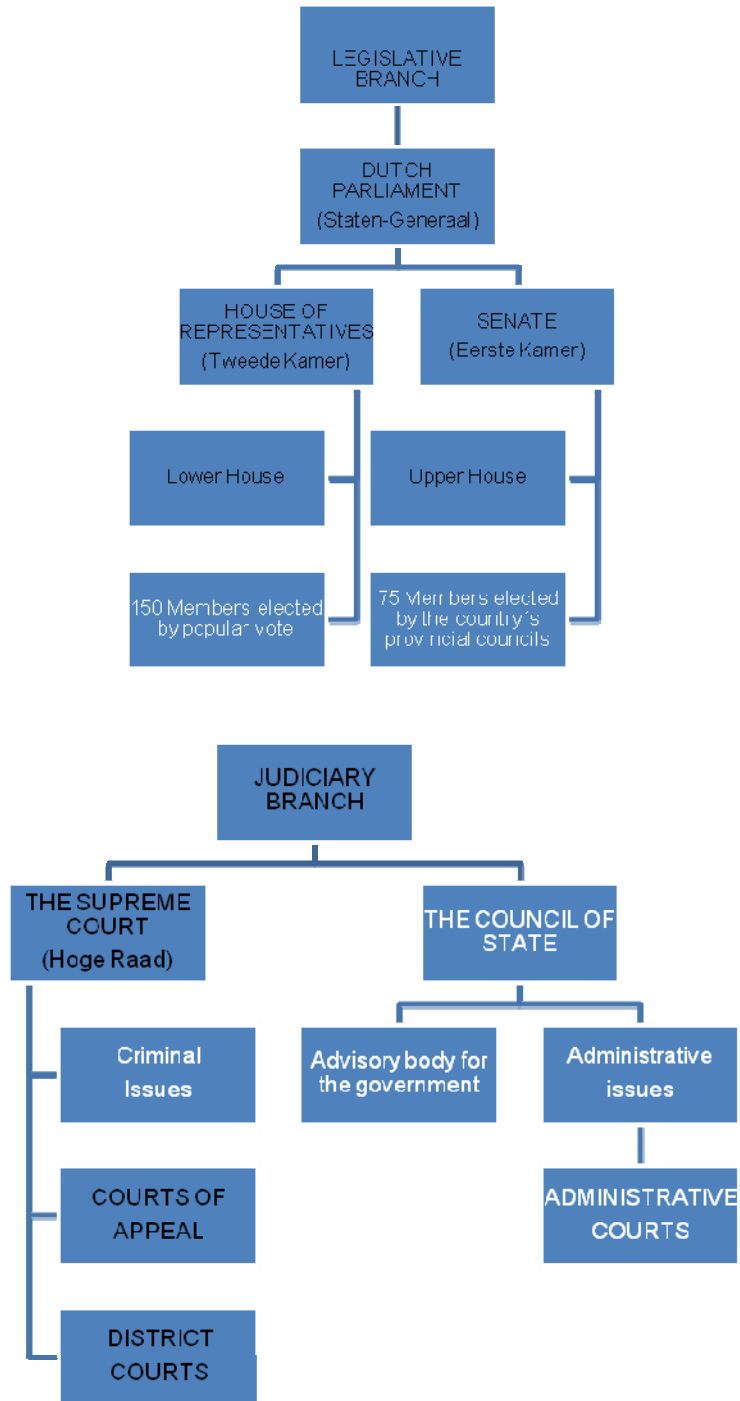 LEGISLATIVE
BRANCH
DUTCH
PARLIAMENT
(Staten-Generaal)
HOUSE OF
REPRESENTATIVES
(Tweede Kamer)
SENATE
(Eerste Kamer)
Lower House
Upper House
150 Members elected
by popular vote
75 Members elected
by the country´s
provincial councils
JUDICIARY
BRANCH
THE SUPREME
COURT
(Hoge Raad)
THE COUNCIL OF
STATE
Criminal
Issues
Advisory body for
the government
Administrative
issues
COURTS OF
APPEAL
ADMINISTRATIVE
COURTS
DISTRICT
COURTS